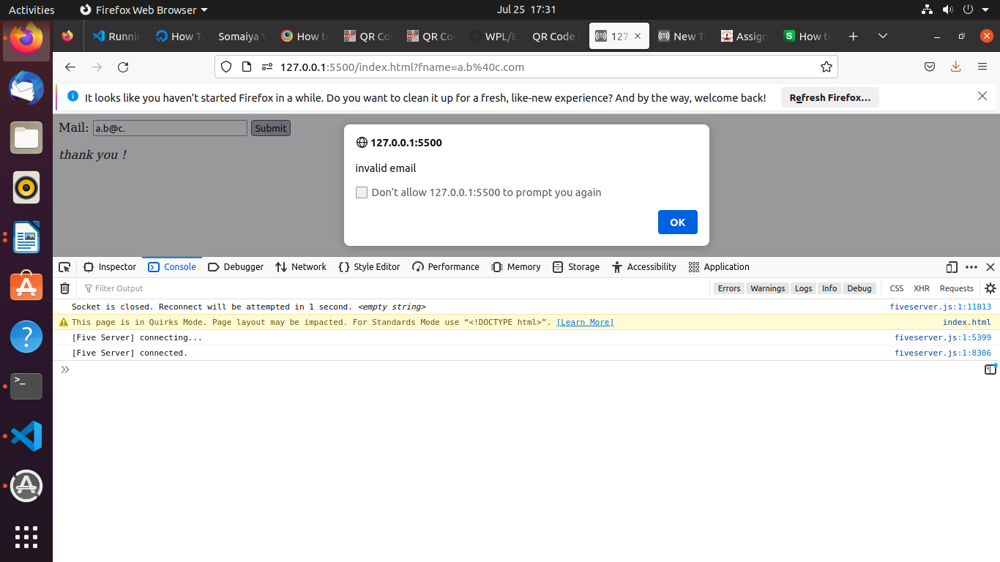 Activities Firefox Web Browser Jul 25 17:31
Runnin How To Somaiya V How to QR Co QR Co WPL/E QR Code S 127. New T Assign How to
127.0.0.1:5500/index.html?fname=a.b%40c.com
It looks like you haven’t started Firefox in a while. Do you want to clean it up for a fresh, like-new experience? And by the way, welcome back! Refresh Firefox...
Mail: a.b@c. Submit
thank you !
127.0.0.1:5500
invalid email
Don’t allow 127.0.0.1:5500 to prompt you again
OK
Inspector Console Debugger Network Style Editor Performance Memory Storage Accessibility Application
Filter Output Errors Warnings Logs Info Debug CSS XHR Requests
Socket is closed. Reconnect will be attempted in 1 second. <empty string> fiveserver.js:1:11813
This page is in Quirks Mode. Page layout may be impacted. For Standards Mode use “<!DOCTYPE html>”. [Learn More] index.html
[Five Server] connecting... fiveserver.js:1:5399
[Five Server] connected. fiveserver.js:1:8306